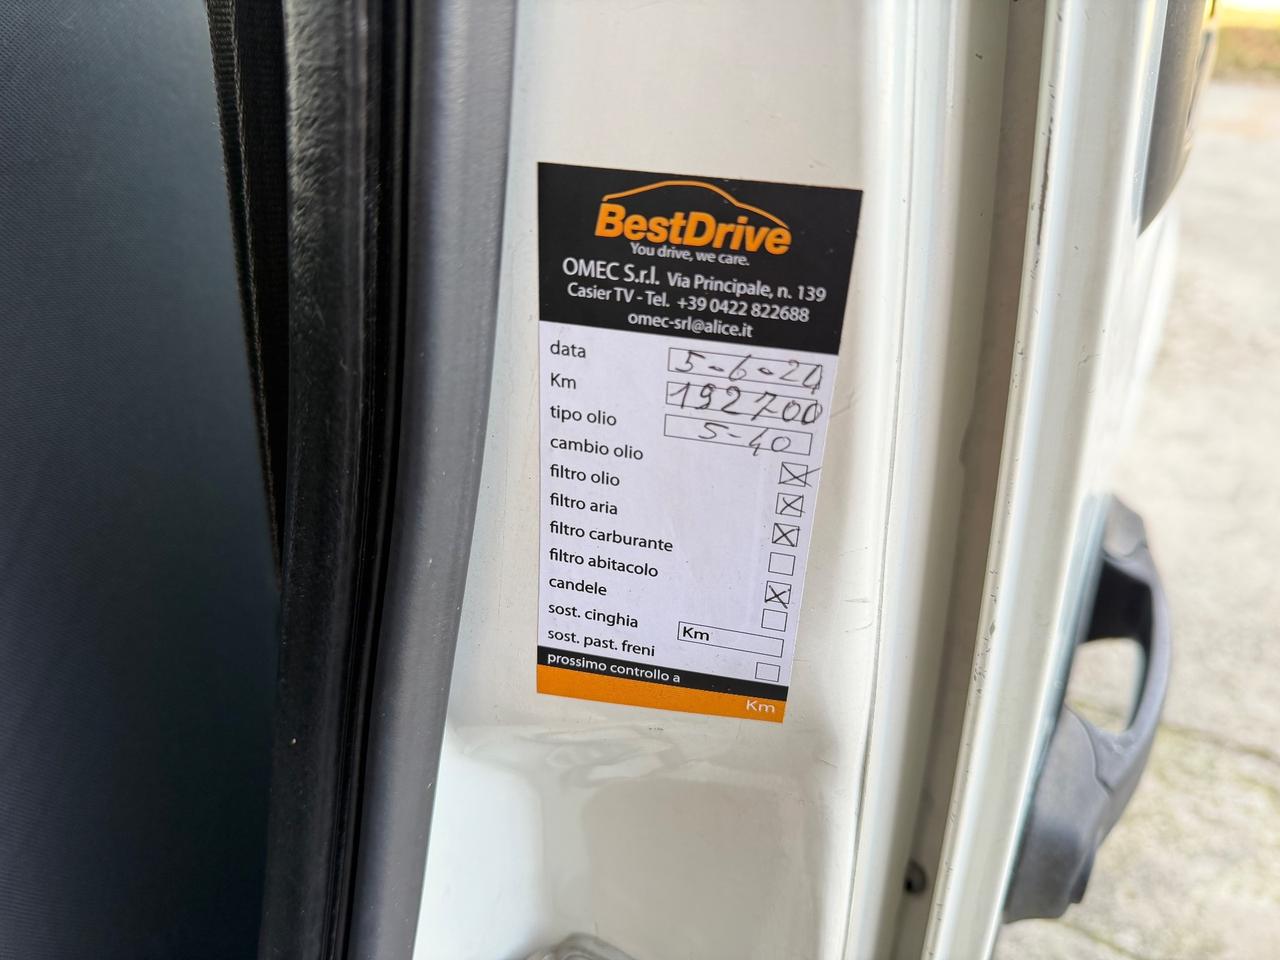 BestDrive
You drive, we care.
OMEC S.r.l. Via Principale, n. 139
Casier TV - Tel. +39 0422 822688
omec-srl@alice.it
data 5-6-24
Km 192700
tipo olio 5-40
cambio olio
filtro olio
filtro aria
filtro carburante
filtro abitacolo
candele
sost. cinghia Km
sost. past. freni
prossimo controllo a
Km